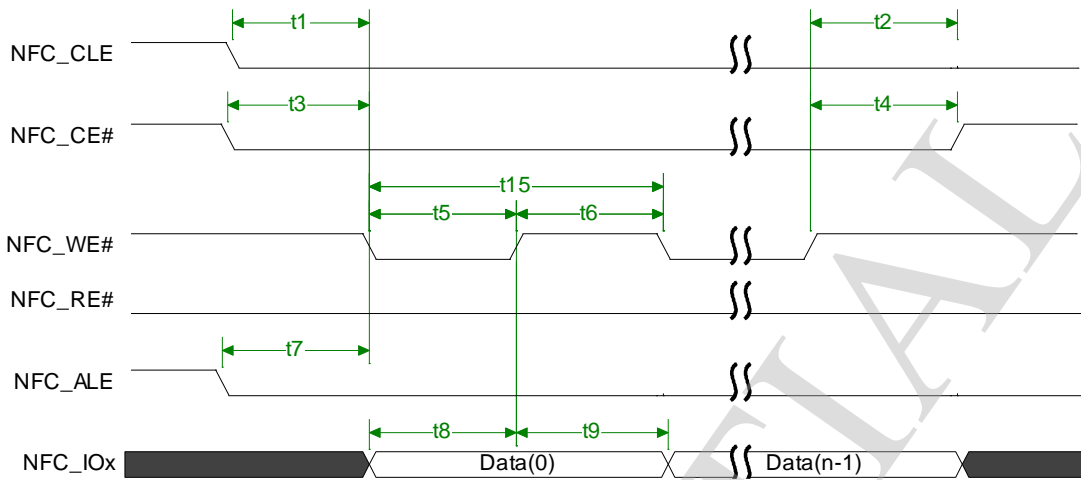 t1
t2
NFC_CLE
t3
t4
NFC_CE#
t15
t5
t6
NFC_WE#
NFC_RE#
t7
NFC_ALE
t8
t9
NFC_IOx
Data(0)
Data(n-1)
TIAL